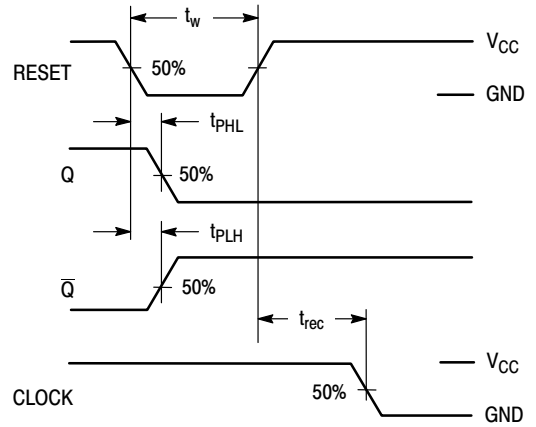 tw
VCC
RESET
50%
GND
tPHL
Q
50%
tPLH
Q̅
50%
trec
VCC
CLOCK
50%
GND